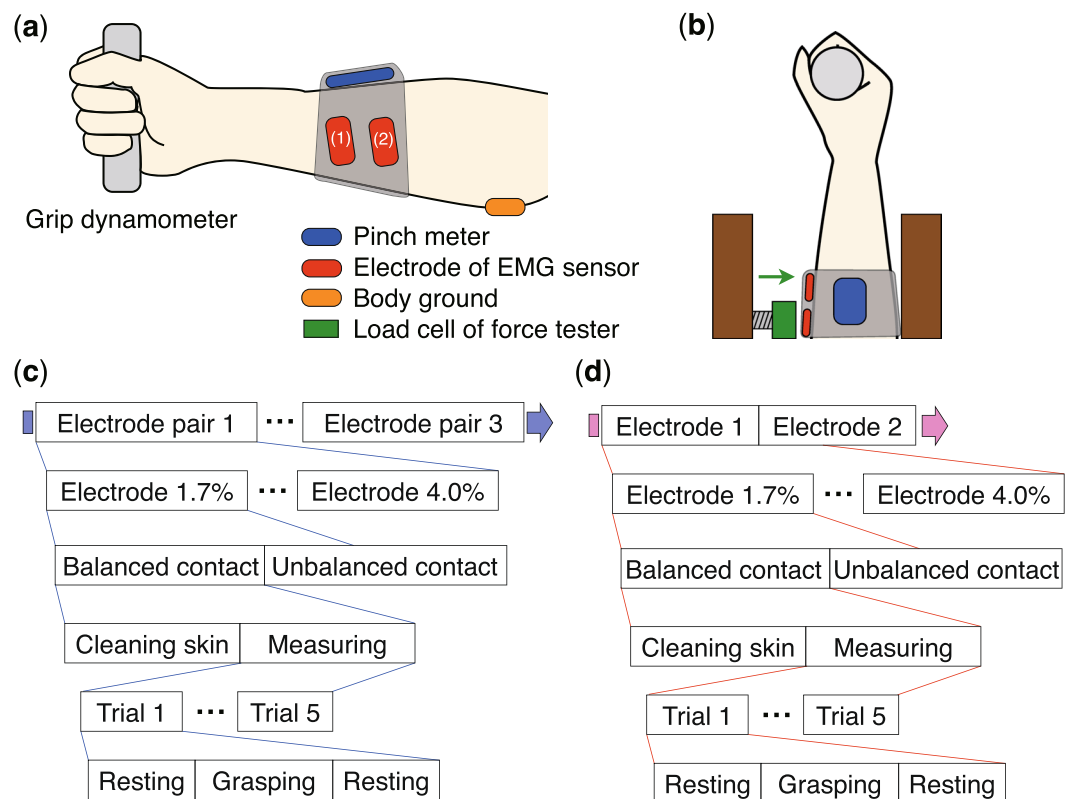 (a)
(1)
(2)
Grip dynamometer
Pinch meter
Electrode of EMG sensor
Body ground
Load cell of force tester
(b)
(c)
Electrode pair 1 ··· Electrode pair 3
Electrode 1.7% ··· Electrode 4.0%
Balanced contact Unbalanced contact
Cleaning skin Measuring
Trial 1 ··· Trial 5
Resting Grasping Resting
(d)
Electrode 1 Electrode 2
Electrode 1.7% ··· Electrode 4.0%
Balanced contact Unbalanced contact
Cleaning skin Measuring
Trial 1 ··· Trial 5
Resting Grasping Resting